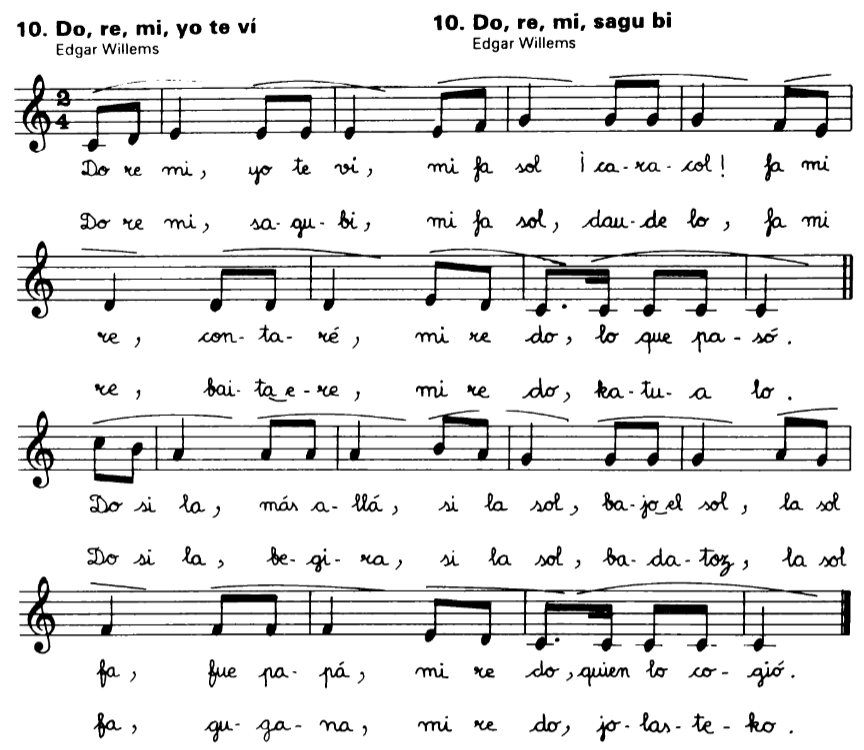 10. Do, re, mi, yo te ví
Edgar Willems
10. Do, re, mi, sagu bi
Edgar Willems
2
4
Do re mi, yo te vi, mi fa sol ¡ca-ra-col! fa mi
Do re mi, sa-gu-bi, mi fa sol, dau-de lo, fa mi
re, con-ta-ré, mi re do, lo que pa-só.
re, bai-ta e-re, mi re do, ka-tu-a lo.
Do si la, más a-llá, si la sol, ba-jo el sol, la sol
Do si la, be-gi-ra, si la sol, ba-da-toz, la sol
fa, fue pa-pá, mi re do, quien lo co-gió.
fa, gu-ga-na, mi re do, jo-las-te-ko.